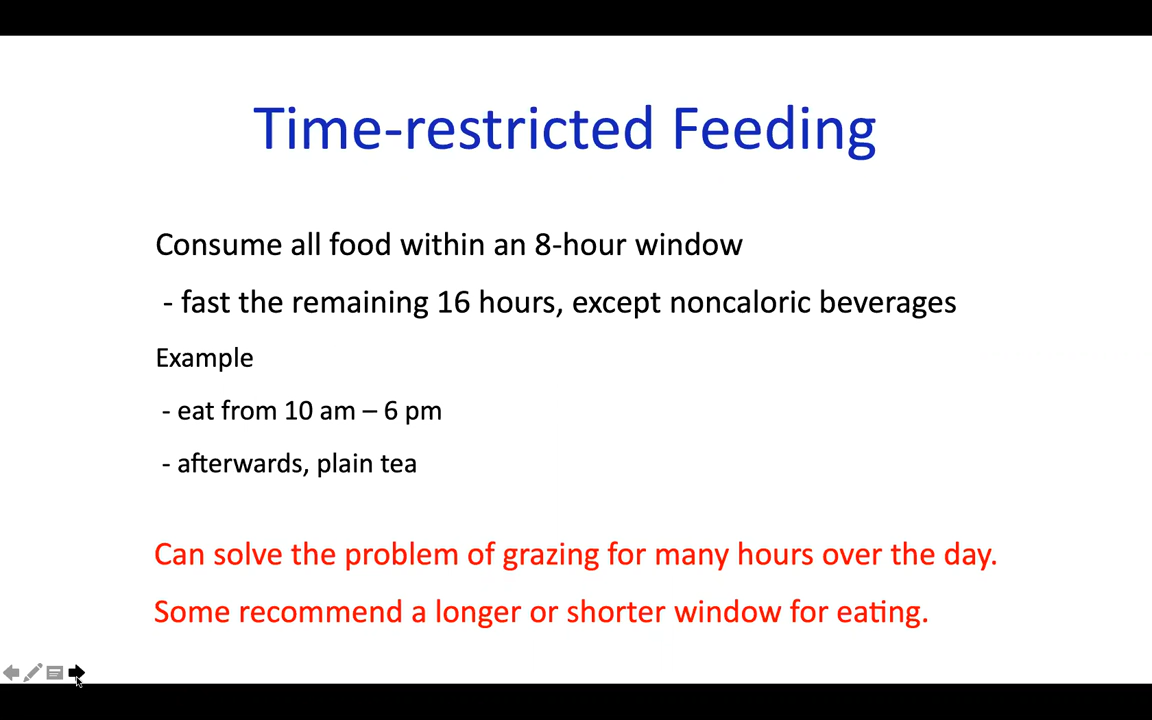 Time-restricted Feeding
Consume all food within an 8-hour window
- fast the remaining 16 hours, except noncaloric beverages
Example
- eat from 10 am – 6 pm
- afterwards, plain tea
Can solve the problem of grazing for many hours over the day.
Some recommend a longer or shorter window for eating.